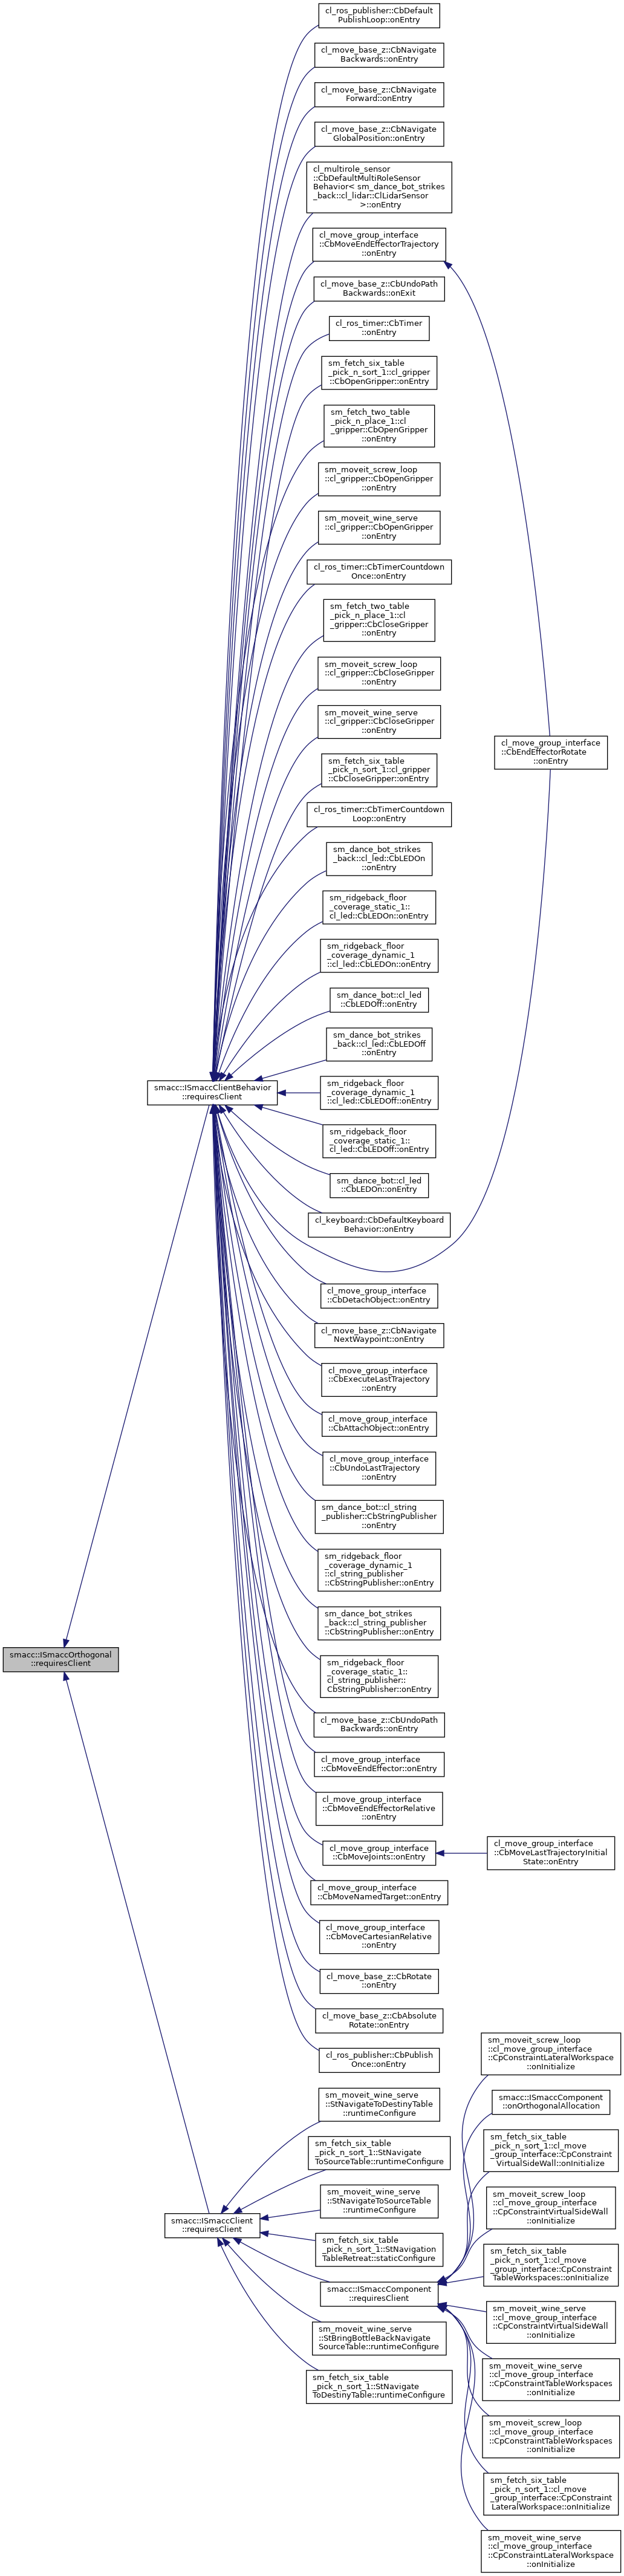 cl_ros_publisher::CbDefault
PublishLoop::onEntry
cl_move_base_z::CbNavigate
Backwards::onEntry
cl_move_base_z::CbNavigate
Forward::onEntry
cl_move_base_z::CbNavigate
GlobalPosition::onEntry
cl_multirole_sensor
::CbDefaultMultiRoleSensor
Behavior< sm_dance_bot_strikes
_back::cl_lidar::ClLidarSensor
>::onEntry
cl_move_group_interface
::CbMoveEndEffectorTrajectory
::onEntry
cl_move_base_z::CbUndoPath
Backwards::onExit
cl_ros_timer::CbTimer
::onEntry
sm_fetch_six_table
_pick_n_sort_1::cl_gripper
::CbOpenGripper::onEntry
sm_fetch_two_table
_pick_n_place_1::cl
_gripper::CbOpenGripper
::onEntry
sm_moveit_screw_loop
::cl_gripper::CbOpenGripper
::onEntry
sm_moveit_wine_serve
::cl_gripper::CbOpenGripper
::onEntry
cl_ros_timer::CbTimerCountdown
Once::onEntry
sm_fetch_two_table
_pick_n_place_1::cl
_gripper::CbCloseGripper
::onEntry
sm_moveit_screw_loop
::cl_gripper::CbCloseGripper
::onEntry
sm_moveit_wine_serve
::cl_gripper::CbCloseGripper
::onEntry
cl_move_group_interface
::CbEndEffectorRotate
::onEntry
sm_fetch_six_table
_pick_n_sort_1::cl_gripper
::CbCloseGripper::onEntry
cl_ros_timer::CbTimerCountdown
Loop::onEntry
sm_dance_bot_strikes
_back::cl_led::CbLEDOn
::onEntry
sm_ridgeback_floor
_coverage_static_1::
cl_led::CbLEDOn::onEntry
sm_ridgeback_floor
_coverage_dynamic_1
::cl_led::CbLEDOn::onEntry
sm_dance_bot::cl_led
::CbLEDOff::onEntry
sm_dance_bot_strikes
_back::cl_led::CbLEDOff
::onEntry
smacc::ISmaccClientBehavior
::requiresClient
sm_ridgeback_floor
_coverage_dynamic_1
::cl_led::CbLEDOff::onEntry
sm_ridgeback_floor
_coverage_static_1::
cl_led::CbLEDOff::onEntry
sm_dance_bot::cl_led
::CbLEDOn::onEntry
cl_keyboard::CbDefaultKeyboard
Behavior::onEntry
cl_move_group_interface
::CbDetachObject::onEntry
cl_move_base_z::CbNavigate
NextWaypoint::onEntry
cl_move_group_interface
::CbExecuteLastTrajectory
::onEntry
cl_move_group_interface
::CbAttachObject::onEntry
cl_move_group_interface
::CbUndoLastTrajectory
::onEntry
sm_dance_bot::cl_string
_publisher::CbStringPublisher
::onEntry
sm_ridgeback_floor
_coverage_dynamic_1
::cl_string_publisher
::CbStringPublisher::onEntry
sm_dance_bot_strikes
_back::cl_string_publisher
::CbStringPublisher::onEntry
smacc::ISmaccOrthogonal
::requiresClient
sm_ridgeback_floor
_coverage_static_1::
cl_string_publisher::
CbStringPublisher::onEntry
cl_move_base_z::CbUndoPath
Backwards::onEntry
cl_move_group_interface
::CbMoveEndEffector::onEntry
cl_move_group_interface
::CbMoveEndEffectorRelative
::onEntry
cl_move_group_interface
::CbMoveJoints::onEntry
cl_move_group_interface
::CbMoveLastTrajectoryInitial
State::onEntry
cl_move_group_interface
::CbMoveNamedTarget::onEntry
cl_move_group_interface
::CbMoveCartesianRelative
::onEntry
cl_move_base_z::CbRotate
::onEntry
cl_move_base_z::CbAbsolute
Rotate::onEntry
cl_ros_publisher::CbPublish
Once::onEntry
sm_moveit_screw_loop
::cl_move_group_interface
::CpConstraintLateralWorkspace
::onInitialize
sm_moveit_wine_serve
::StNavigateToDestinyTable
::runtimeConfigure
smacc::ISmaccComponent
::onOrthogonalAllocation
sm_fetch_six_table
_pick_n_sort_1::StNavigate
ToSourceTable::runtimeConfigure
sm_fetch_six_table
_pick_n_sort_1::cl_move
_group_interface::CpConstraint
VirtualSideWall::onInitialize
sm_moveit_wine_serve
::StNavigateToSourceTable
::runtimeConfigure
sm_moveit_screw_loop
::cl_move_group_interface
::CpConstraintVirtualSideWall
::onInitialize
smacc::ISmaccClient
::requiresClient
sm_fetch_six_table
_pick_n_sort_1::StNavigation
TableRetreat::staticConfigure
sm_fetch_six_table
_pick_n_sort_1::cl_move
_group_interface::CpConstraint
TableWorkspaces::onInitialize
smacc::ISmaccComponent
::requiresClient
sm_moveit_wine_serve
::cl_move_group_interface
::CpConstraintVirtualSideWall
::onInitialize
sm_moveit_wine_serve
::StBringBottleBackNavigate
SourceTable::runtimeConfigure
sm_moveit_wine_serve
::cl_move_group_interface
::CpConstraintTableWorkspaces
::onInitialize
sm_fetch_six_table
_pick_n_sort_1::StNavigate
ToDestinyTable::runtimeConfigure
sm_moveit_screw_loop
::cl_move_group_interface
::CpConstraintTableWorkspaces
::onInitialize
sm_fetch_six_table
_pick_n_sort_1::cl_move
_group_interface::CpConstraint
LateralWorkspace::onInitialize
sm_moveit_wine_serve
::cl_move_group_interface
::CpConstraintLateralWorkspace
::onInitialize